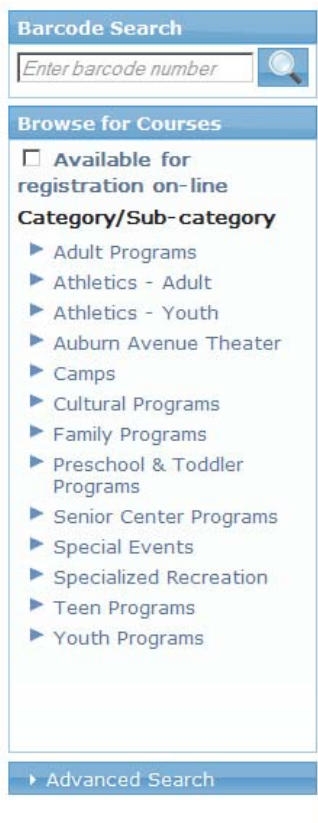 Barcode Search
Enter barcode number
Browse for Courses
Available for
registration on-line
Category/Sub-category
Adult Programs
Athletics - Adult
Athletics - Youth
Auburn Avenue Theater
Camps
Cultural Programs
Family Programs
Preschool & Toddler
Programs
Senior Center Programs
Special Events
Specialized Recreation
Teen Programs
Youth Programs
Advanced Search